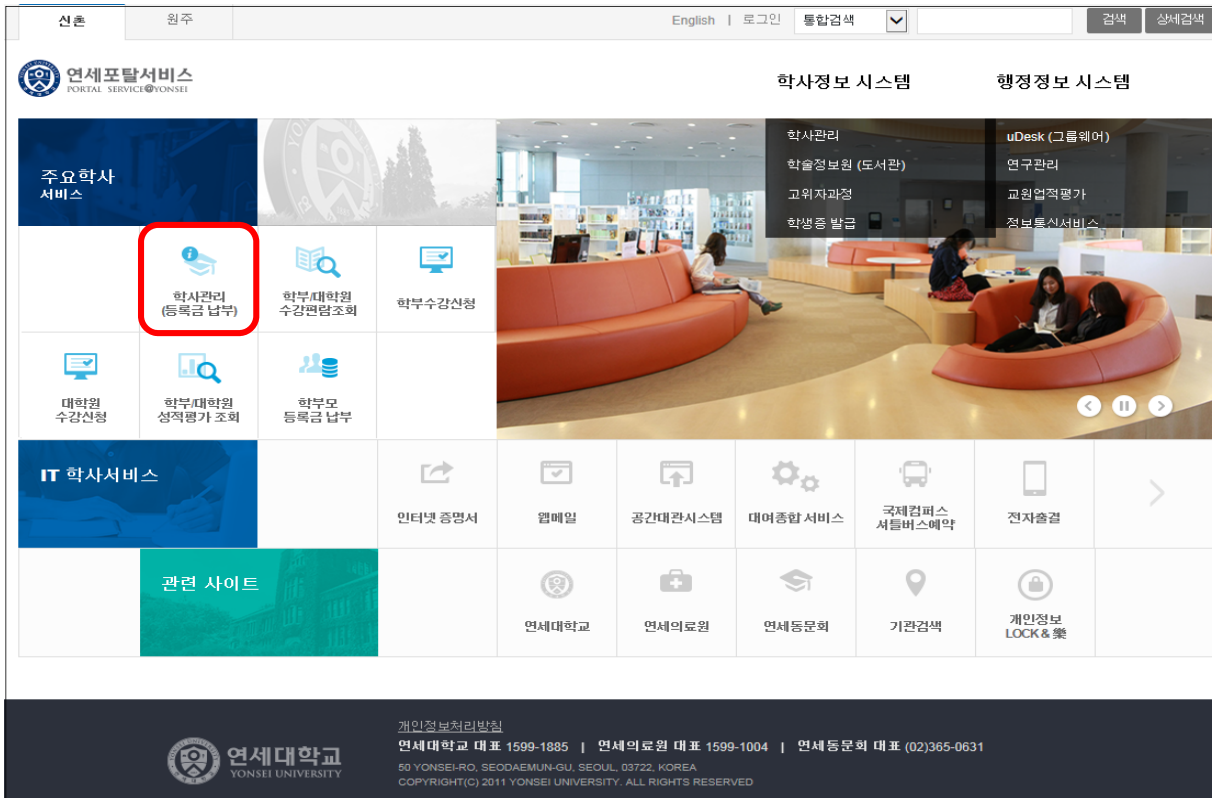 신촌
원주
English | 로그인
통합검색
검색
상세검색
연세포탈서비스
PORTAL SERVICE@YONSEI
학사정보 시스템
행정정보 시스템
주요학사
서비스
학사관리
학술정보원 (도서관)
고위자과정
학생증 발급
uDesk (그룹웨어)
연구관리
교원업적평가
정보통신서비스
학사관리
(등록금 납부)
학부/대학원
수강편람조회
학부수강신청
대학원
수강신청
학부/대학원
성적평가 조회
학부모
등록금 납부
IT 학사서비스
인터넷 증명서
웹메일
공간대관시스템
대여종합 서비스
국제컴퍼스
셔틀버스예약
전자출결
관련 사이트
연세대학교
연세의료원
연세동문회
기관검색
개인정보
LOCK & 樂
개인정보처리방침
연세대학교 대표 1599-1885 | 연세의료원 대표 1599-1004 | 연세동문회 대표 (02)365-0631
연세대학교
YONSEI UNIVERSITY
50 YONSEI-RO, SEODAEMUN-GU, SEOUL, 03722, KOREA
COPYRIGHT(C) 2011 YONSEI UNIVERSITY. ALL RIGHTS RESERVED